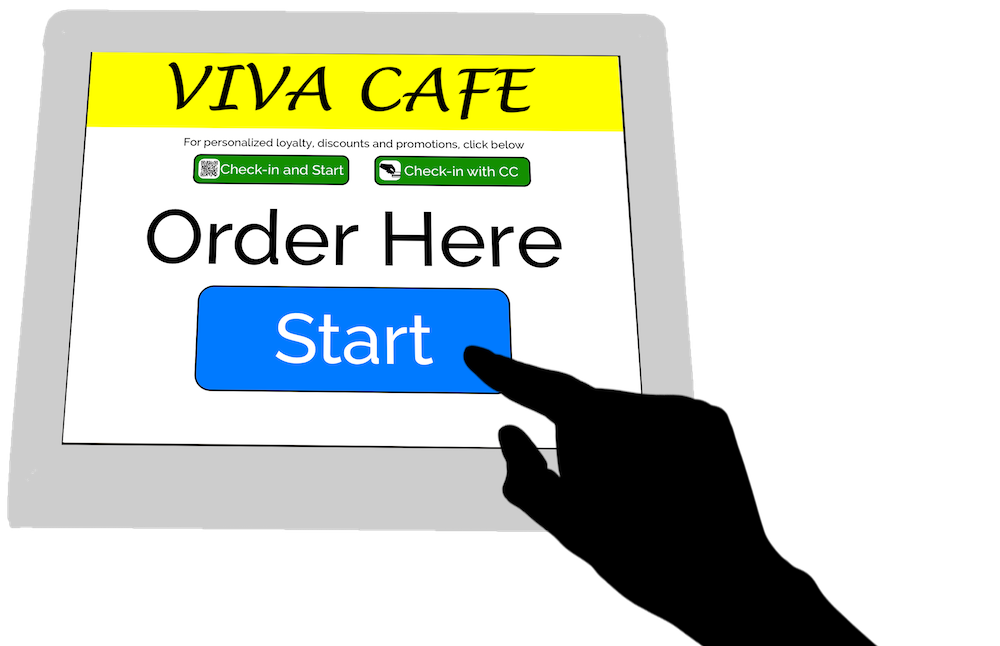 VIVA CAFE
For personalized loyalty, discounts and promotions, click below
Check-in and Start
Check-in with CC
Order Here
Start